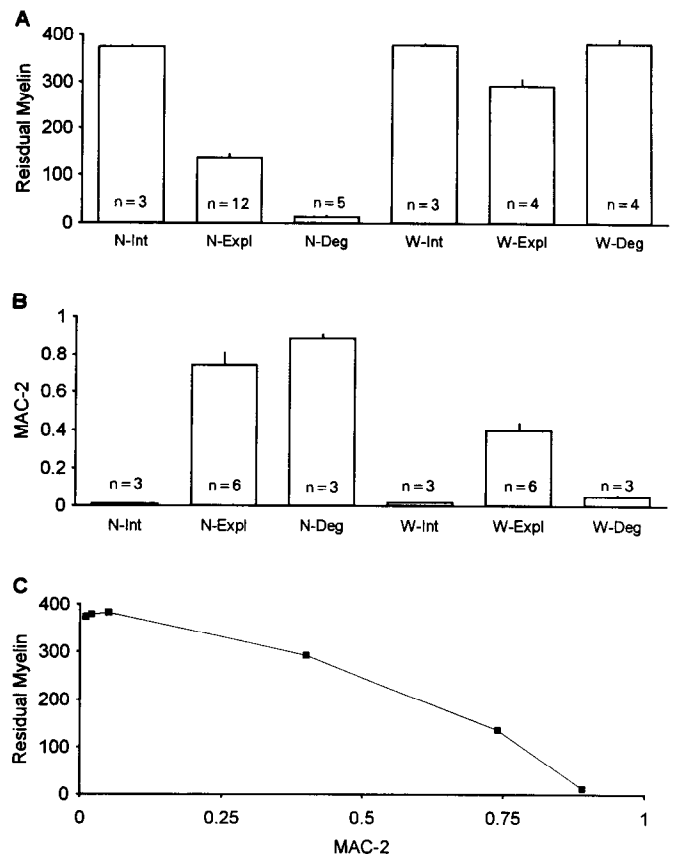 A
Reisdual Myelin
400
300
200
100
0
n=3
n=12
n=5
n=3
n=4
n=4
N-Int
N-Expl
N-Deg
W-Int
W-Expl
W-Deg
B
MAC-2
1
0.8
0.6
0.4
0.2
0
n=3
n=6
n=3
n=3
n=6
n=3
N-Int
N-Expl
N-Deg
W-Int
W-Expl
W-Deg
C
Residual Myelin
400
300
200
100
0
0
0.25
0.5
0.75
1
MAC-2